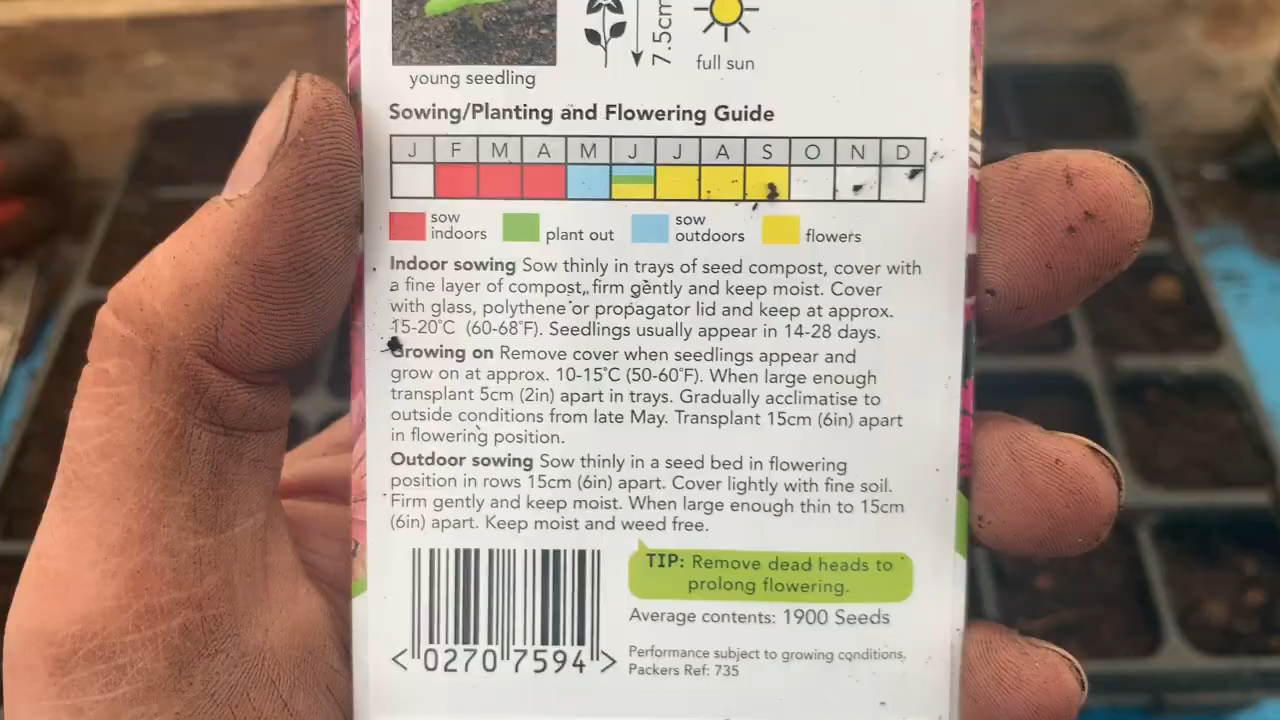 7.5cm
full sun
young seedling
Sowing/Planting and Flowering Guide
J F M A M J J A S O N D
sow indoors
plant out
sow outdoors
flowers
Indoor sowing Sow thinly in trays of seed compost, cover with
a fine layer of compost, firm gently and keep moist. Cover
with glass, polythene or propagator lid and keep at approx.
15-20°C (60-68°F). Seedlings usually appear in 14-28 days.
Growing on Remove cover when seedlings appear and
grow on at approx. 10-15°C (50-60°F). When large enough
transplant 5cm (2in) apart in trays. Gradually acclimatise to
outside conditions from late May. Transplant 15cm (6in) apart
in flowering position.
Outdoor sowing Sow thinly in a seed bed in flowering
position in rows 15cm (6in) apart. Cover lightly with fine soil.
Firm gently and keep moist. When large enough thin to 15cm
(6in) apart. Keep moist and weed free.
TIP: Remove dead heads to
prolong flowering.
Average contents: 1900 Seeds
Performance subject to growing conditions.
Packers Ref: 735
<0270 7594>